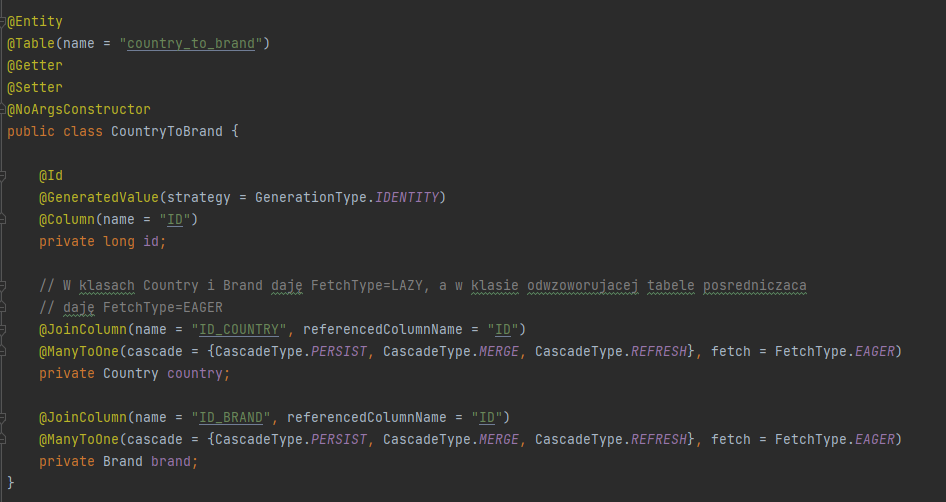 @Entity
@Table(name = "country_to_brand")
@Getter
@Setter
@NoArgsConstructor
public class CountryToBrand {
@Id
@GeneratedValue(strategy = GenerationType.IDENTITY)
@Column(name = "ID")
private long id;
// W klasach Country i Brand daję FetchType=LAZY, a w klasie odwzoworujacej tabele posredniczaca
// daję FetchType=EAGER
@JoinColumn(name = "ID_COUNTRY", referencedColumnName = "ID")
@ManyToOne(cascade = {CascadeType.PERSIST, CascadeType.MERGE, CascadeType.REFRESH}, fetch = FetchType.EAGER)
private Country country;
@JoinColumn(name = "ID_BRAND", referencedColumnName = "ID")
@ManyToOne(cascade = {CascadeType.PERSIST, CascadeType.MERGE, CascadeType.REFRESH}, fetch = FetchType.EAGER)
private Brand brand;
}